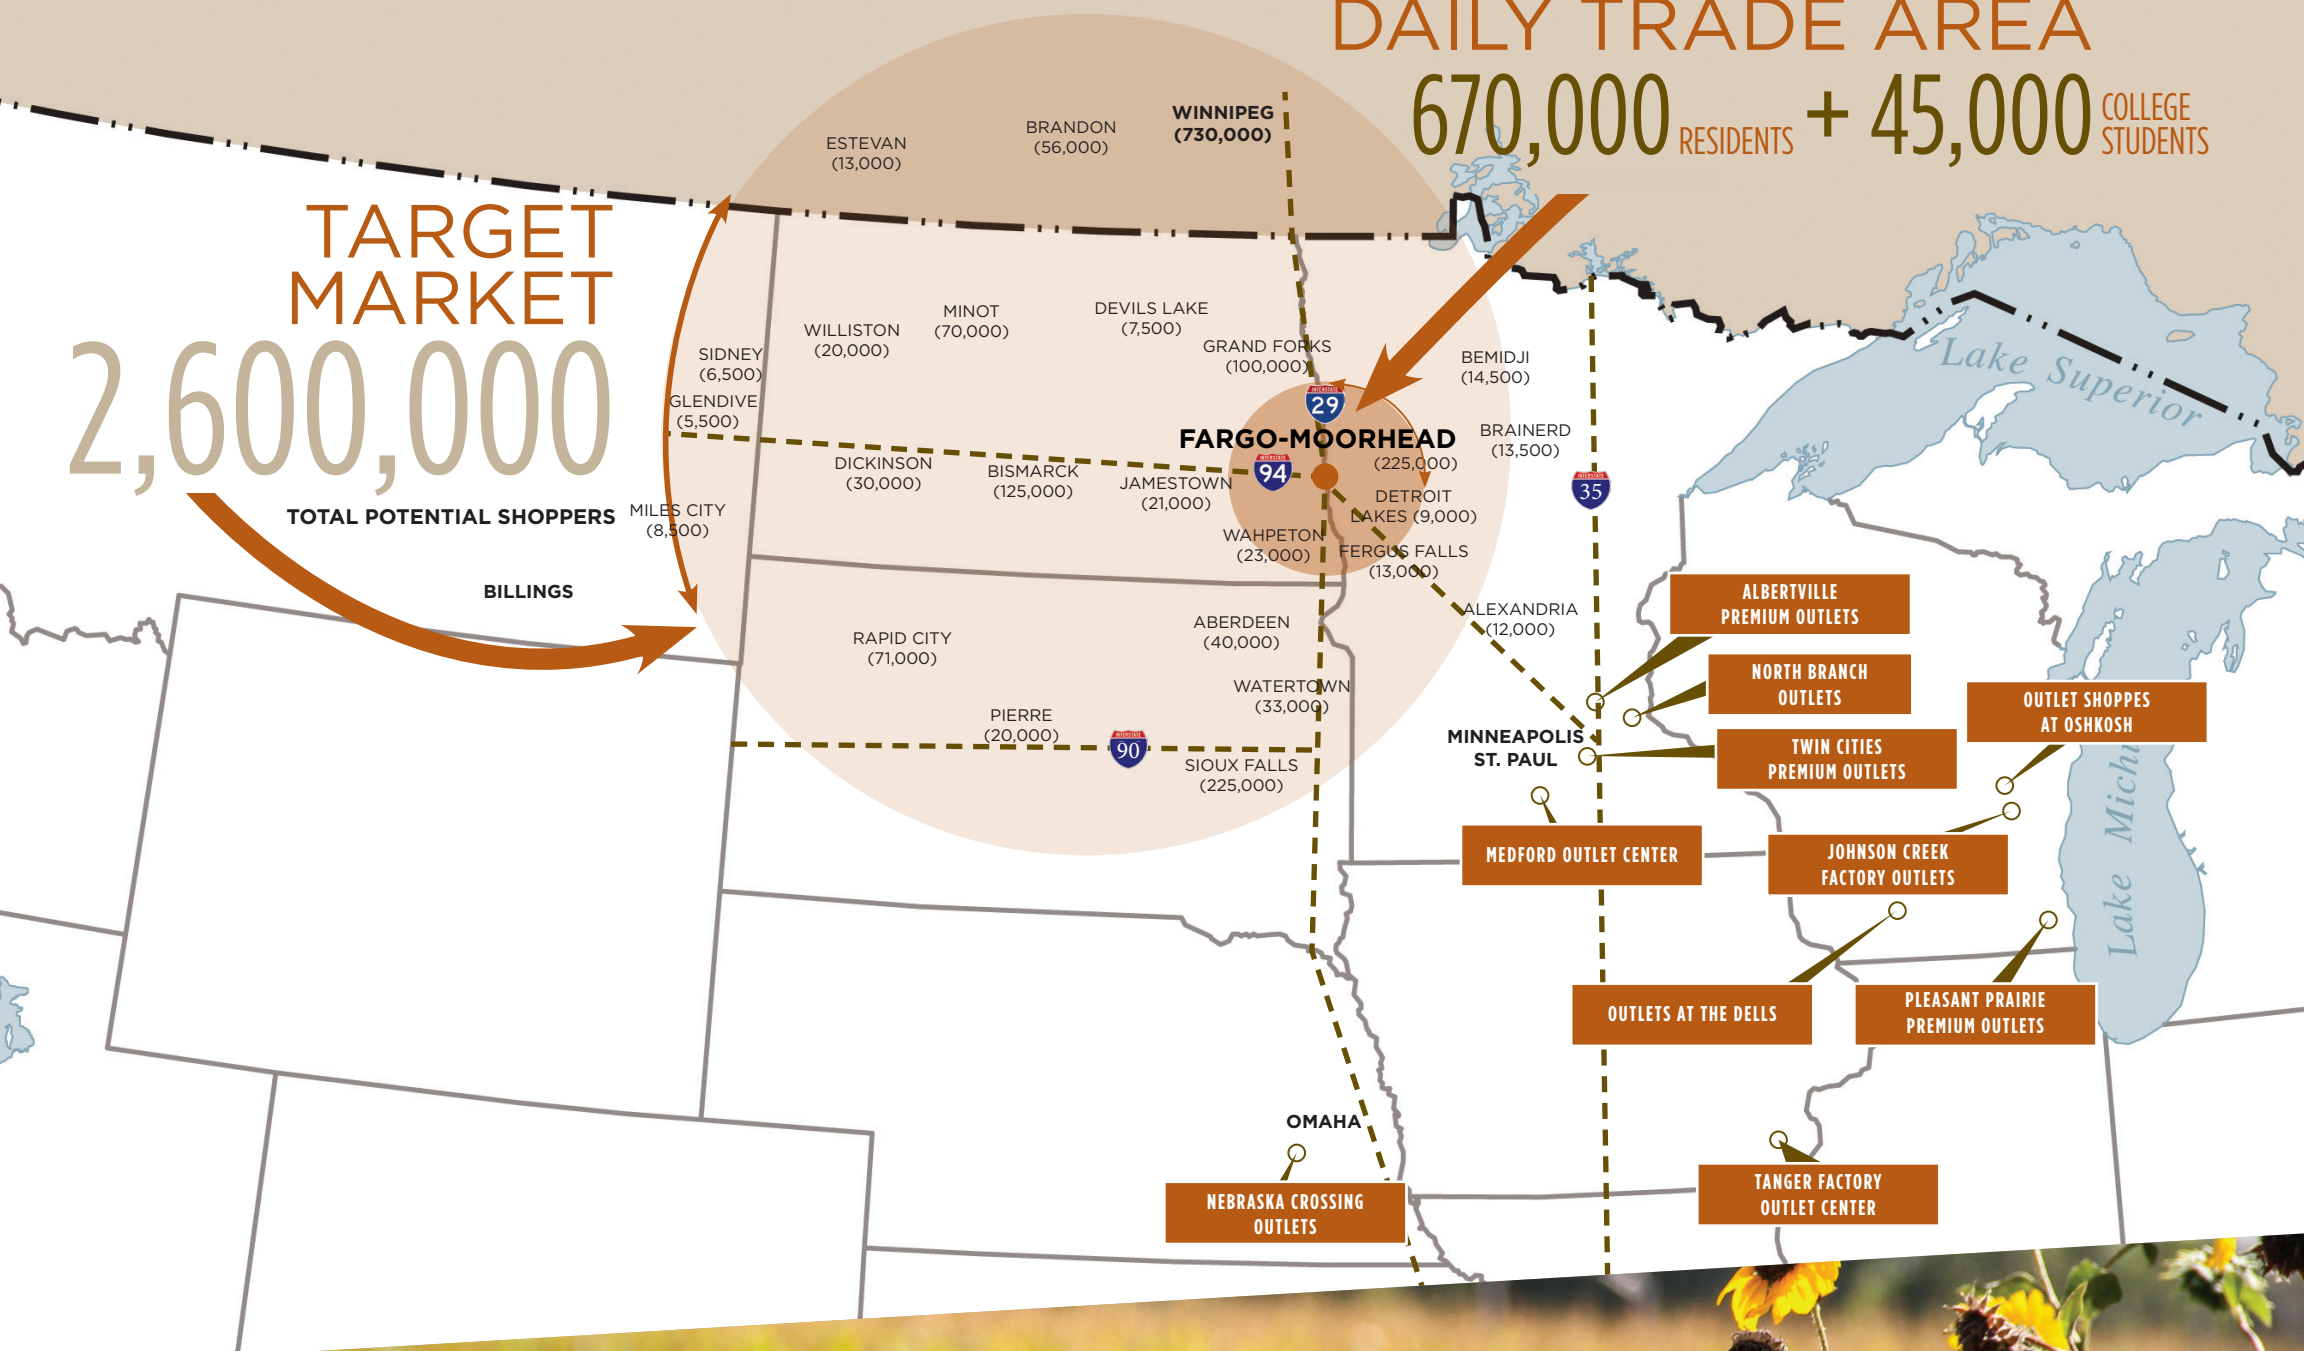 DAILY TRADE AREA
670,000 RESIDENTS + 45,000 COLLEGE STUDENTS
TARGET
MARKET
2,600,000
TOTAL POTENTIAL SHOPPERS
WINNIPEG
(730,000)
BRANDON
(56,000)
ESTEVAN
(13,000)
DEVILS LAKE
(7,500)
MINOT
(70,000)
WILLISTON
(20,000)
SIDNEY
(6,500)
GLENDIVE
(5,500)
GRAND FORKS
(100,000)
BEMIDJI
(14,500)
INTERSTATE
29
FARGO-MOORHEAD
(225,000)
BRAINERD
(13,500)
INTERSTATE
94
INTERSTATE
35
DICKINSON
(30,000)
BISMARCK
(125,000)
JAMESTOWN
(21,000)
DETROIT
LAKES (9,000)
MILES CITY
(8,500)
WAHPETON
(23,000)
FERGUS FALLS
(13,000)
BILLINGS
ALEXANDRIA
(12,000)
RAPID CITY
(71,000)
ABERDEEN
(40,000)
WATERTOWN
(33,000)
PIERRE
(20,000)
INTERSTATE
90
SIOUX FALLS
(225,000)
MINNEAPOLIS
ST. PAUL
Lake Superior
ALBERTVILLE
PREMIUM OUTLETS
NORTH BRANCH
OUTLETS
TWIN CITIES
PREMIUM OUTLETS
OUTLET SHOPPES
AT OSHKOSH
MEDFORD OUTLET CENTER
JOHNSON CREEK
FACTORY OUTLETS
Lake Michi
Lake
OUTLETS AT THE DELLS
PLEASANT PRAIRIE
PREMIUM OUTLETS
OMAHA
NEBRASKA CROSSING
OUTLETS
TANGER FACTORY
OUTLET CENTER